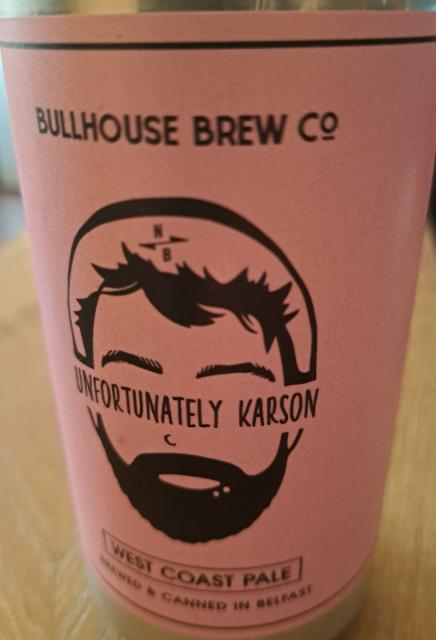 BULLHOUSE BREW Cº
N
B
UNFORTUNATELY KARSON
WEST COAST PALE
BREWED & CANNED IN BELFAST